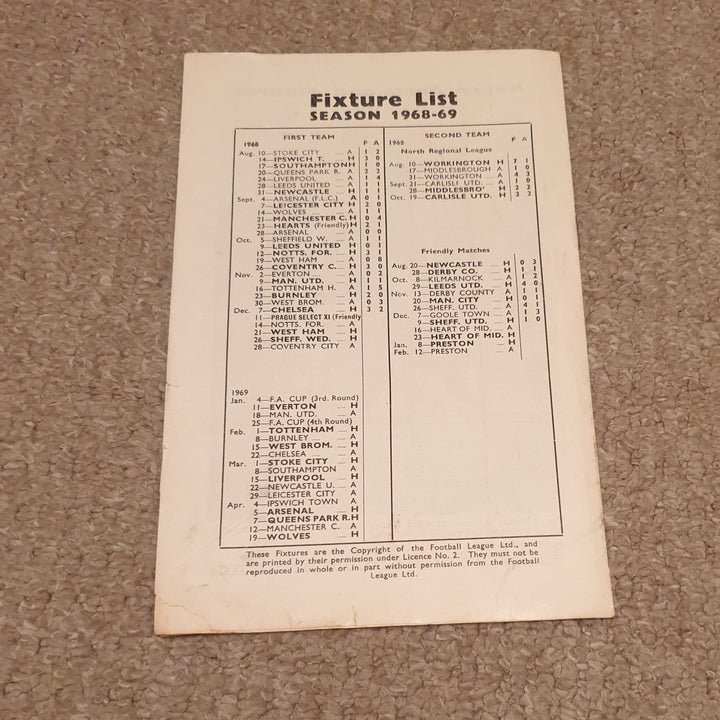 Fixture List
SEASON 1968-69
FIRST TEAM
1968 F A
Aug. 10—STOKE CITY ... A 1 2
14—IPSWICH T. ... H 3 0
17—SOUTHAMPTON H 1 0
20—QUEENS PARK R. A 2 2
24—LIVERPOOL ... A 1 4
28—LEEDS UNITED ... A 1 1
31—NEWCASTLE ... H 1 1
Sept. 4—ARSENAL (F.L.C.) A 0 1
7—LEICESTER CITY H 2 0
14—WOLVES ... A 1 1
21—MANCHESTER C. H 0 4
23—HEARTS (Friendly) H 2 1
28—ARSENAL ... A 0 0
Oct. 5—SHEFFIELD W. A 1 1
9—LEEDS UNITED H 0 1
12—NOTTS. FOR. ... H 3 1
19—WEST HAM ... A 0 8
26—COVENTRY C. H 3 0
Nov. 2—EVERTON ... A 0 2
9—MAN. UTD. ... H 1 1
16—TOTTENHAM H. A 1 5
23—BURNLEY ... H 2 0
30—WEST BROM. ... A 0 3
Dec. 7—CHELSEA ... H 3 2
11—PRAGUE SELECT XI (Friendly
14—NOTTS. FOR. ... A
21—WEST HAM ... H
26—SHEFF. WED. ... H
28—COVENTRY CITY A
1969
Jan. 4—F.A. CUP (3rd. Round)
11—EVERTON ... H
18—MAN. UTD. ... A
25—F.A. CUP (4th Round)
Feb. 1—TOTTENHAM ... H
8—BURNLEY ... A
15—WEST BROM. ... H
22—CHELSEA ... A
Mar. 1—STOKE CITY ... H
8—SOUTHAMPTON A
15—LIVERPOOL ... H
22—NEWCASTLE U. ... A
29—LEICESTER CITY A
Apr. 4—IPSWICH TOWN A
5—ARSENAL ... H
7—QUEENS PARK R. H
12—MANCHESTER C. A
19—WOLVES ... H
SECOND TEAM
1968 F A
North Regional League
Aug. 10—WORKINGTON H 7 1
17—MIDDLESBROUGH A 1 0
31—WORKINGTON ... A 4 3
Sept. 21—CARLISLE UTD. A 1 0
28—MIDDLESBRO' H 2 2
Oct. 19—CARLISLE UTD. H 2 2
Friendly Matches
Aug. 20—NEWCASTLE ... H 0 3
28—DERBY CO. ... H 1 1
Oct. 8—KILMARNOCK A 1 2
29—LEEDS UTD. ... H 4 0
Nov. 13—DERBY COUNTY A 1 1
20—MAN. CITY ... H 0 1
26—SHEFF. UTD. ... A 4 1
Dec. 7—GOOLE TOWN ... A 1 3
9—SHEFF. UTD. ... H 1 0
16—HEART OF MID. A
23—HEART OF MID. H
Jan. 8—PRESTON ... H
Feb. 12—PRESTON ... A
These Fixtures are the Copyright of the Football League Ltd., and
are printed by their permission under Licence No. 2. They must not be
reproduced in whole or in part without permission from the Football
League Ltd.